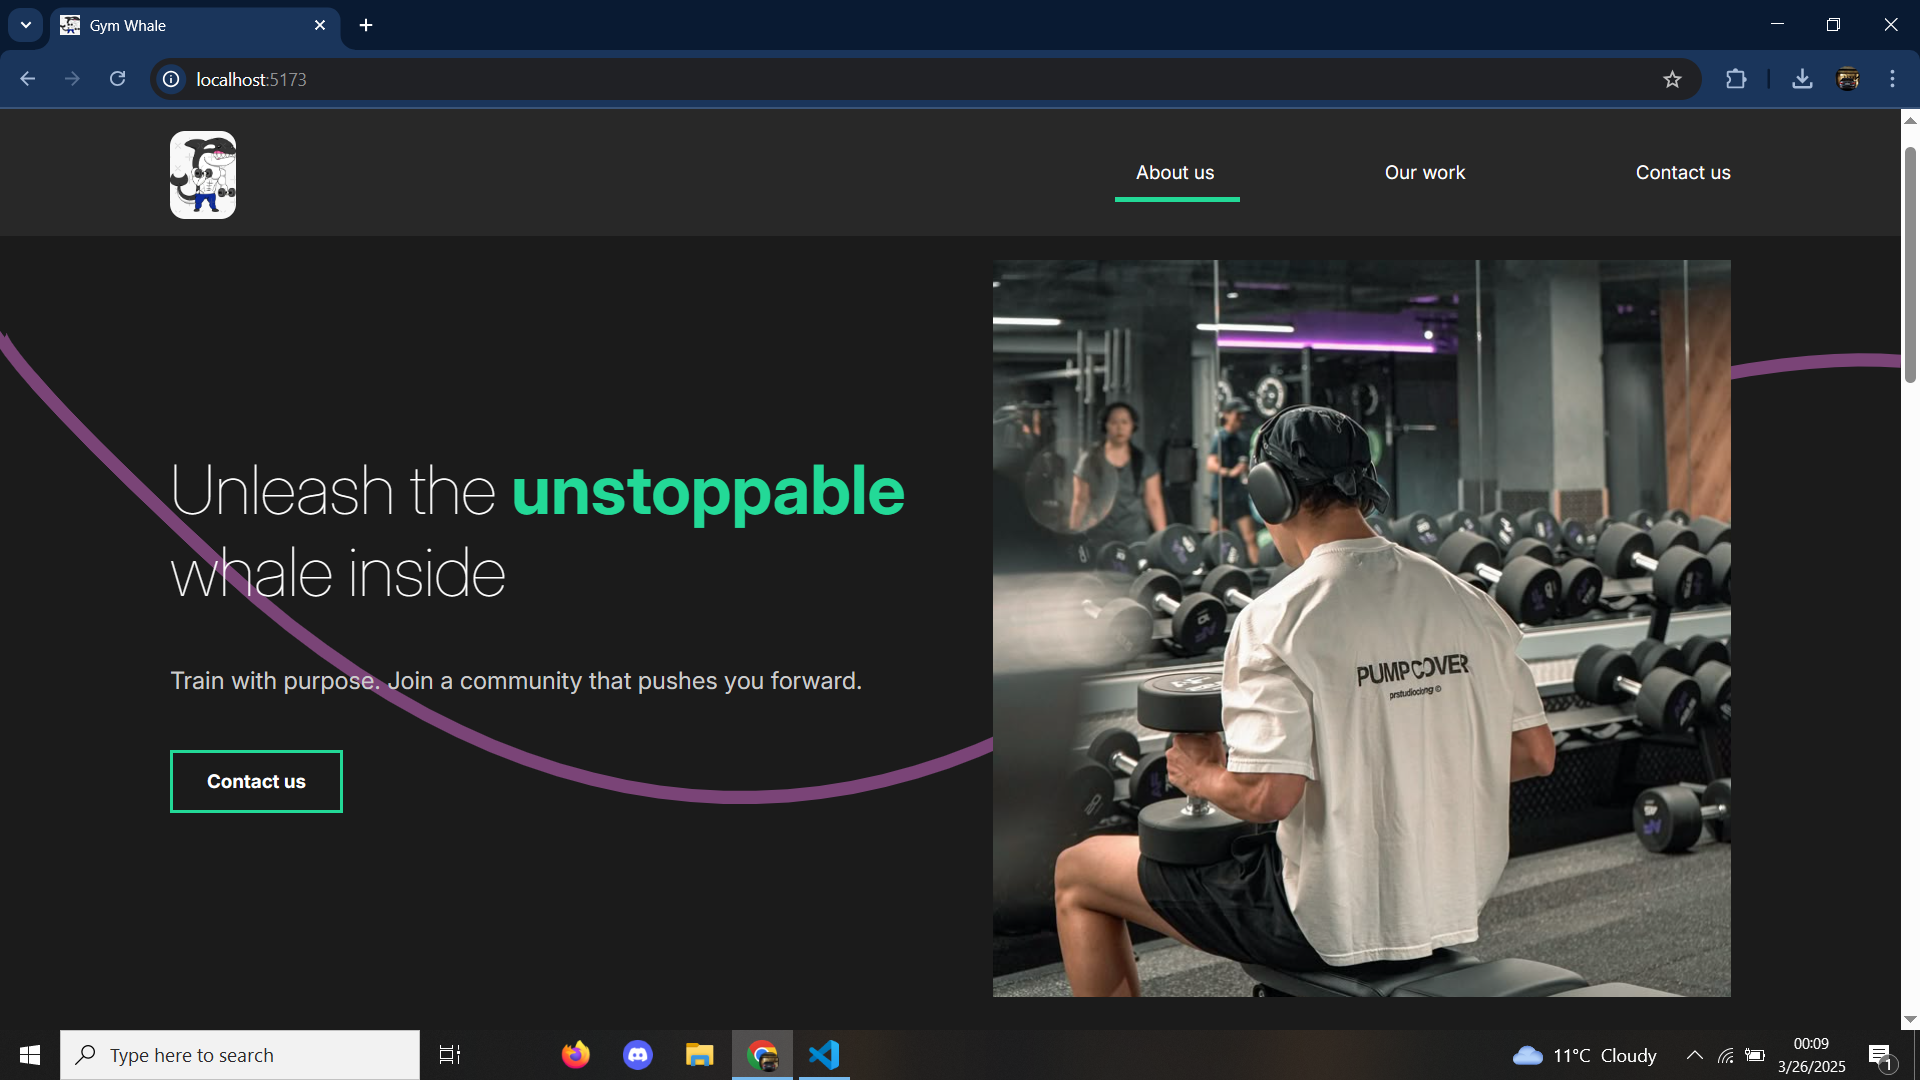 Gym Whale
localhost:5173
About us
Our work
Contact us
Unleash the unstoppable
whale inside
Train with purpose. Join a community that pushes you forward.
Contact us
PUMPCOVER
Type here to search
11°C Cloudy
00:09
3/26/2025
1